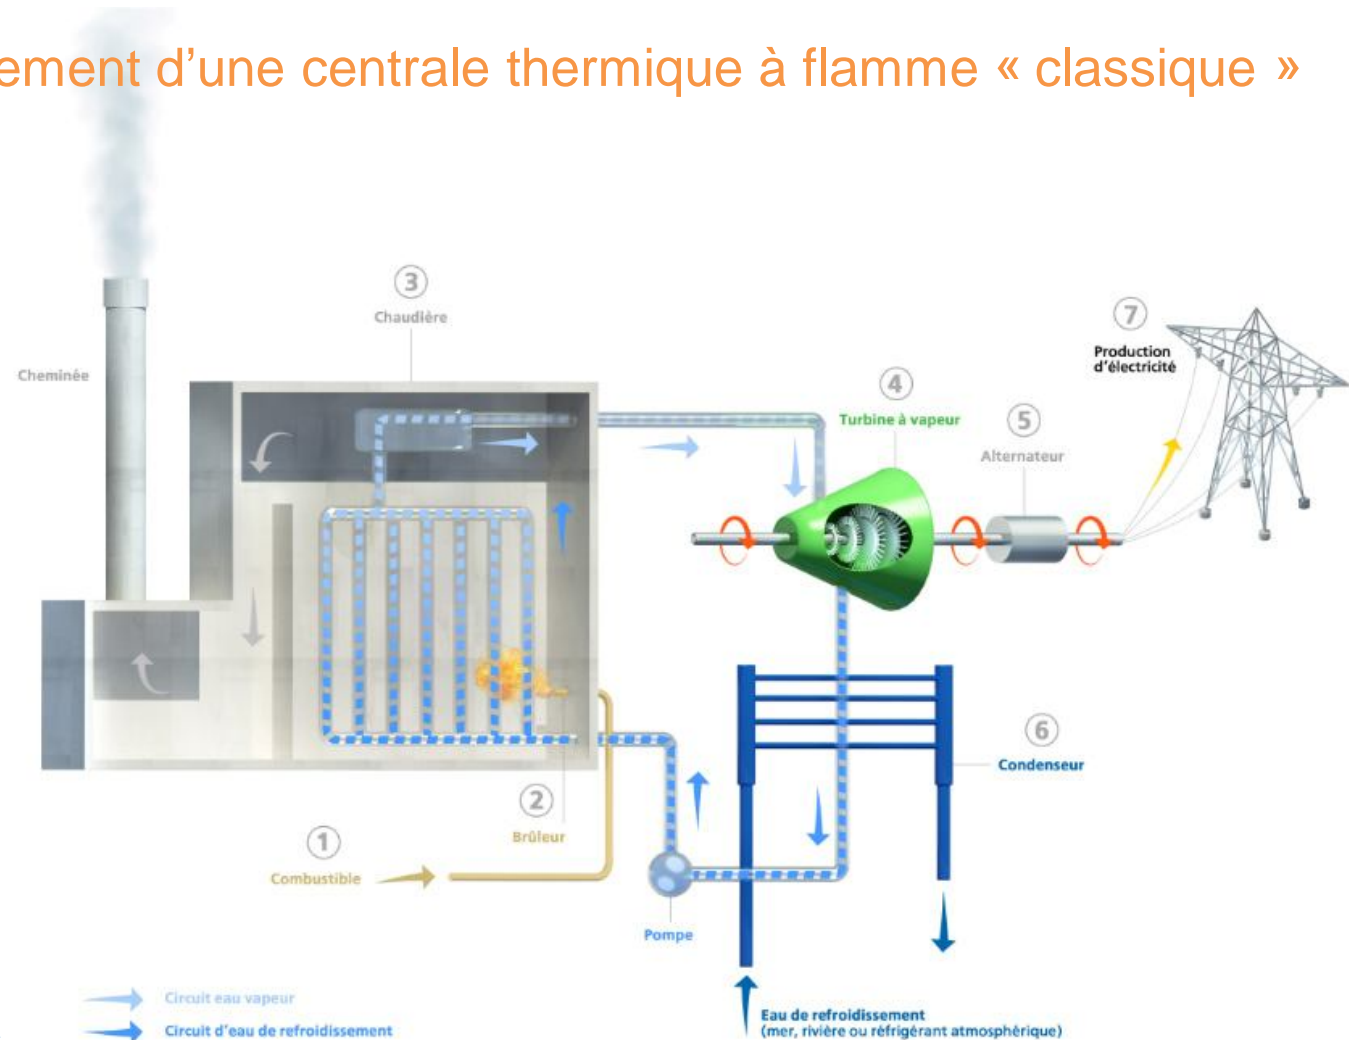 ement d’une centrale thermique à flamme « classique »
3
Chaudière
7
Production
d’électricité
Cheminée
4
Turbine à vapeur
5
Alternateur
6
Condenseur
2
Brûleur
1
Combustible
Pompe
Circuit eau vapeur
Circuit d’eau de refroidissement
Eau de refroidissement
(mer, rivière ou réfrigérant atmosphérique)